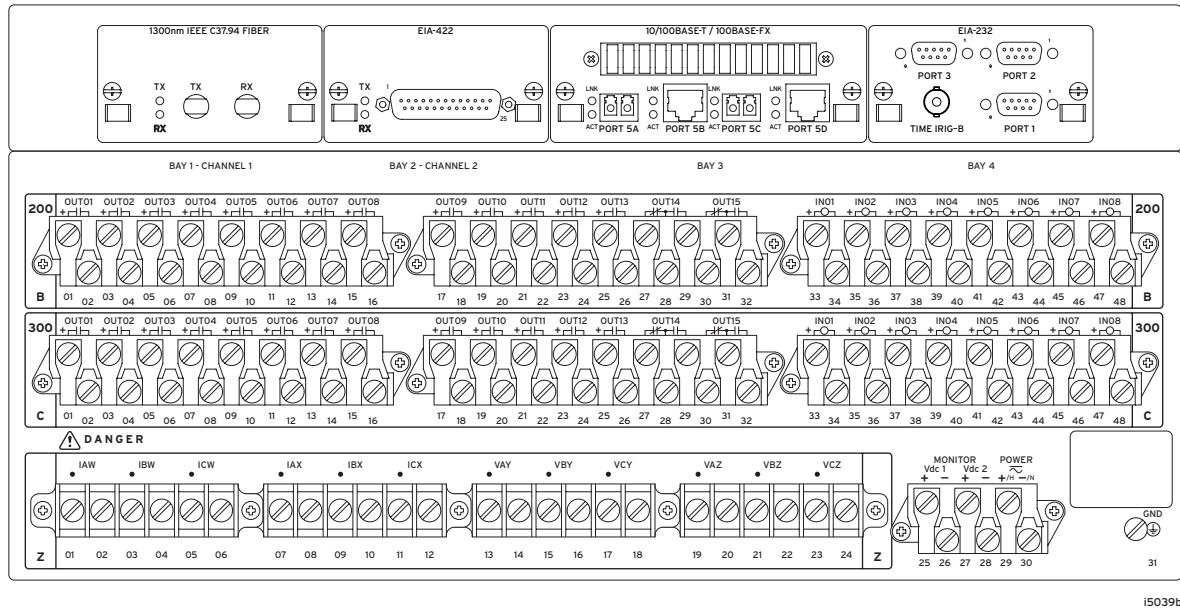 1300nm IEEE C37.94 FIBER EIA-422 10/100BASE-T / 100BASE-FX EIA-232
TX TX RX
RX
TX 1
RX 25
LNK LNK LNK LNK
ACT PORT 5A ACT PORT 5B ACT PORT 5C ACT PORT 5D
1 1
9 PORT 3 9 PORT 2
9 1
TIME IRIG-B PORT 1
BAY 1 - CHANNEL 1 BAY 2 - CHANNEL 2 BAY 3 BAY 4
200 OUT01 OUT02 OUT03 OUT04 OUT05 OUT06 OUT07 OUT08 OUT09 OUT10 OUT11 OUT12 OUT13 OUT14 OUT15 IN01 IN02 IN03 IN04 IN05 IN06 IN07 IN08 200
+ + + + + + + + + + + + + + + + + + + + +
B 01 02 03 04 05 06 07 08 09 10 11 12 13 14 15 16 17 18 19 20 21 22 23 24 25 26 27 28 29 30 31 32 33 34 35 36 37 38 39 40 41 42 43 44 45 46 47 48 B
300 OUT01 OUT02 OUT03 OUT04 OUT05 OUT06 OUT07 OUT08 OUT09 OUT10 OUT11 OUT12 OUT13 OUT14 OUT15 IN01 IN02 IN03 IN04 IN05 IN06 IN07 IN08 300
+ + + + + + + + + + + + + + + + + + + + +
C 01 02 03 04 05 06 07 08 09 10 11 12 13 14 15 16 17 18 19 20 21 22 23 24 25 26 27 28 29 30 31 32 33 34 35 36 37 38 39 40 41 42 43 44 45 46 47 48 C
DANGER
IAW IBW ICW IAX IBX ICX VAY VBY VCY VAZ VBZ VCZ
Z 01 02 03 04 05 06 07 08 09 10 11 12 13 14 15 16 17 18 19 20 21 22 23 24 Z
MONITOR POWER
Vdc 1 Vdc 2
+ − + − +/H −/N
25 26 27 28 29 30
GND
31
i5039b